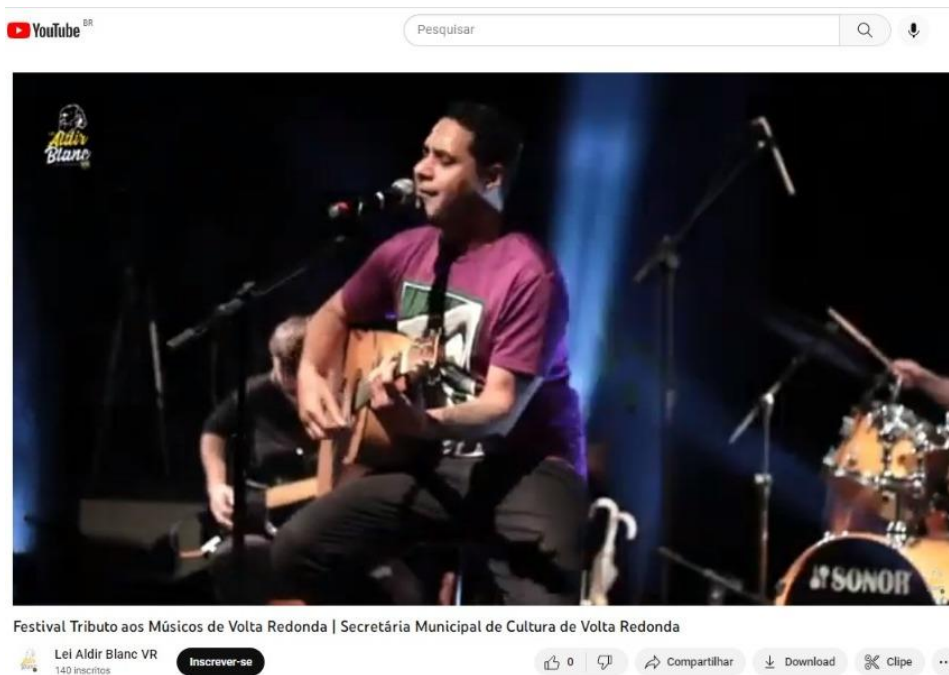 YouTube BR
Pesquisar
Aldir
Blanc
SONOR
Festival Tributo aos Músicos de Volta Redonda | Secretária Municipal de Cultura de Volta Redonda
Lei Aldir Blanc VR
140 inscritos
Inscrever-se
0
Compartilhar
Download
Clipe